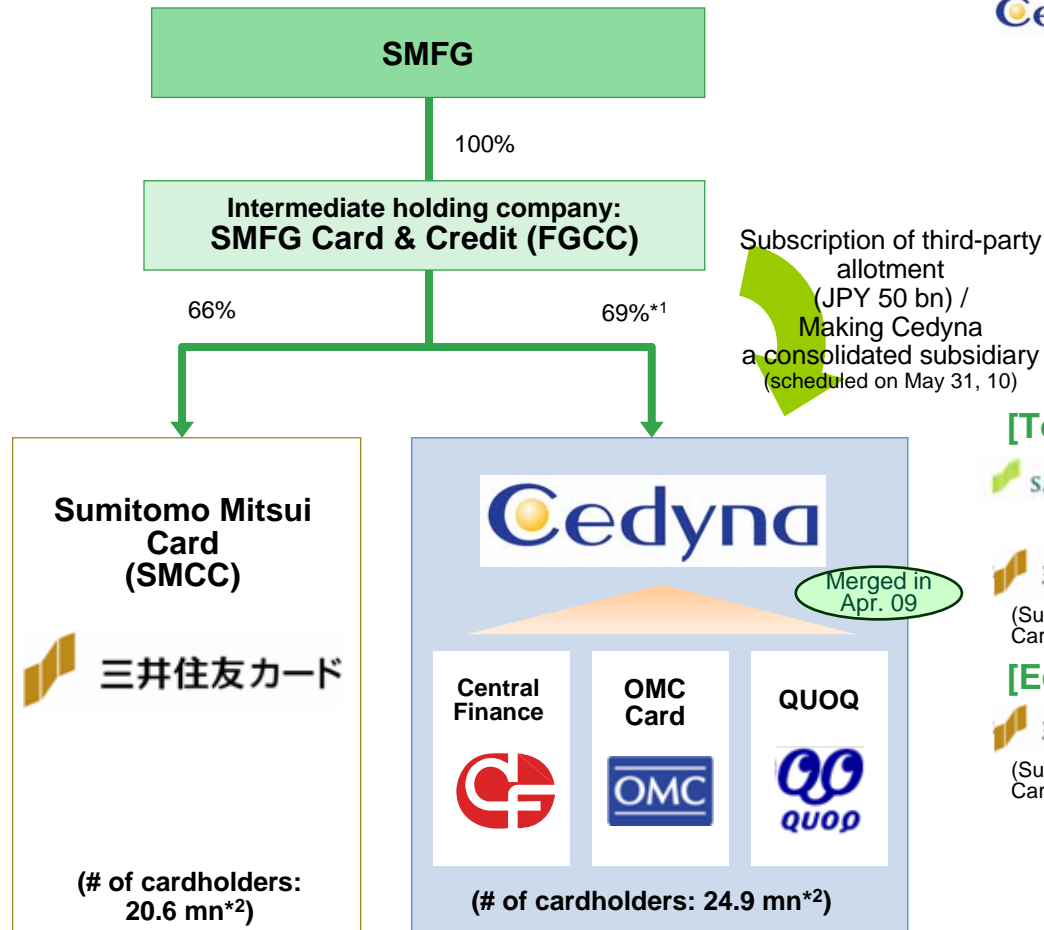 SMFG
100%
Intermediate holding company:
SMFG Card & Credit (FGCC)
66%
69%*1
Subscription of third-party
allotment
(JPY 50 bn) /
Making Cedyna
a consolidated subsidiary
(scheduled on May 31, 10)
Sumitomo Mitsui
Card
(SMCC)
三井住友カード
(# of cardholders:
20.6 mn*2)
Cedyna
Merged in
Apr. 09
Central
Finance
OMC
Card
OMC
QUOQ
QUOQ
(# of cardholders: 24.9 mn*2)